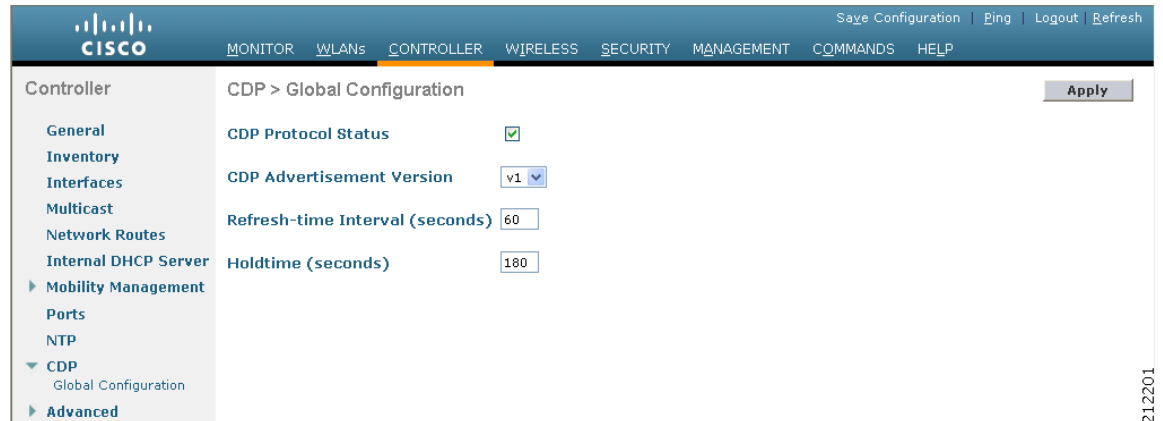 Save Configuration | Ping | Logout | Refresh
CISCO
MONITOR WLANs CONTROLLER WIRELESS SECURITY MANAGEMENT COMMANDS HELP
Controller
CDP > Global Configuration
Apply
General
Inventory
Interfaces
Multicast
Network Routes
Internal DHCP Server
Mobility Management
Ports
NTP
CDP
Global Configuration
Advanced
CDP Protocol Status
CDP Advertisement Version v1
Refresh-time Interval (seconds) 60
Holdtime (seconds) 180
212201